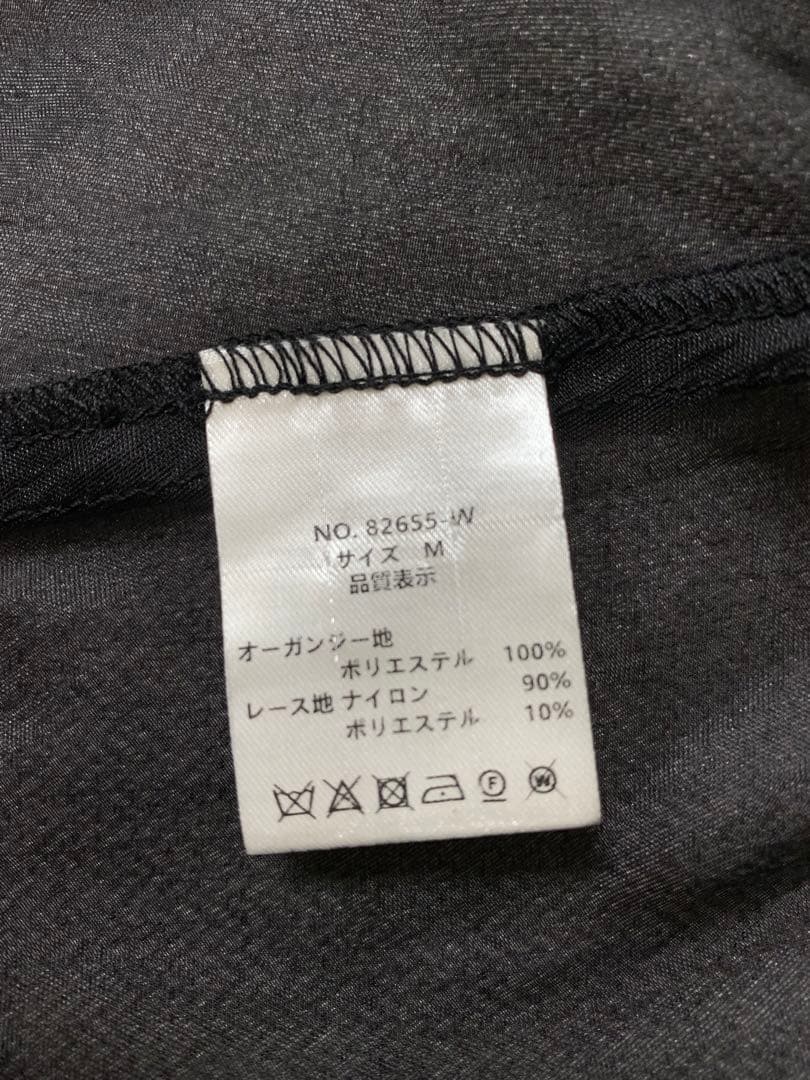 NO. 82655-W
サイズ M
品質表示
オーガンジー地
ポリエステル 100%
レース地 ナイロン 90%
ポリエステル 10%
F W